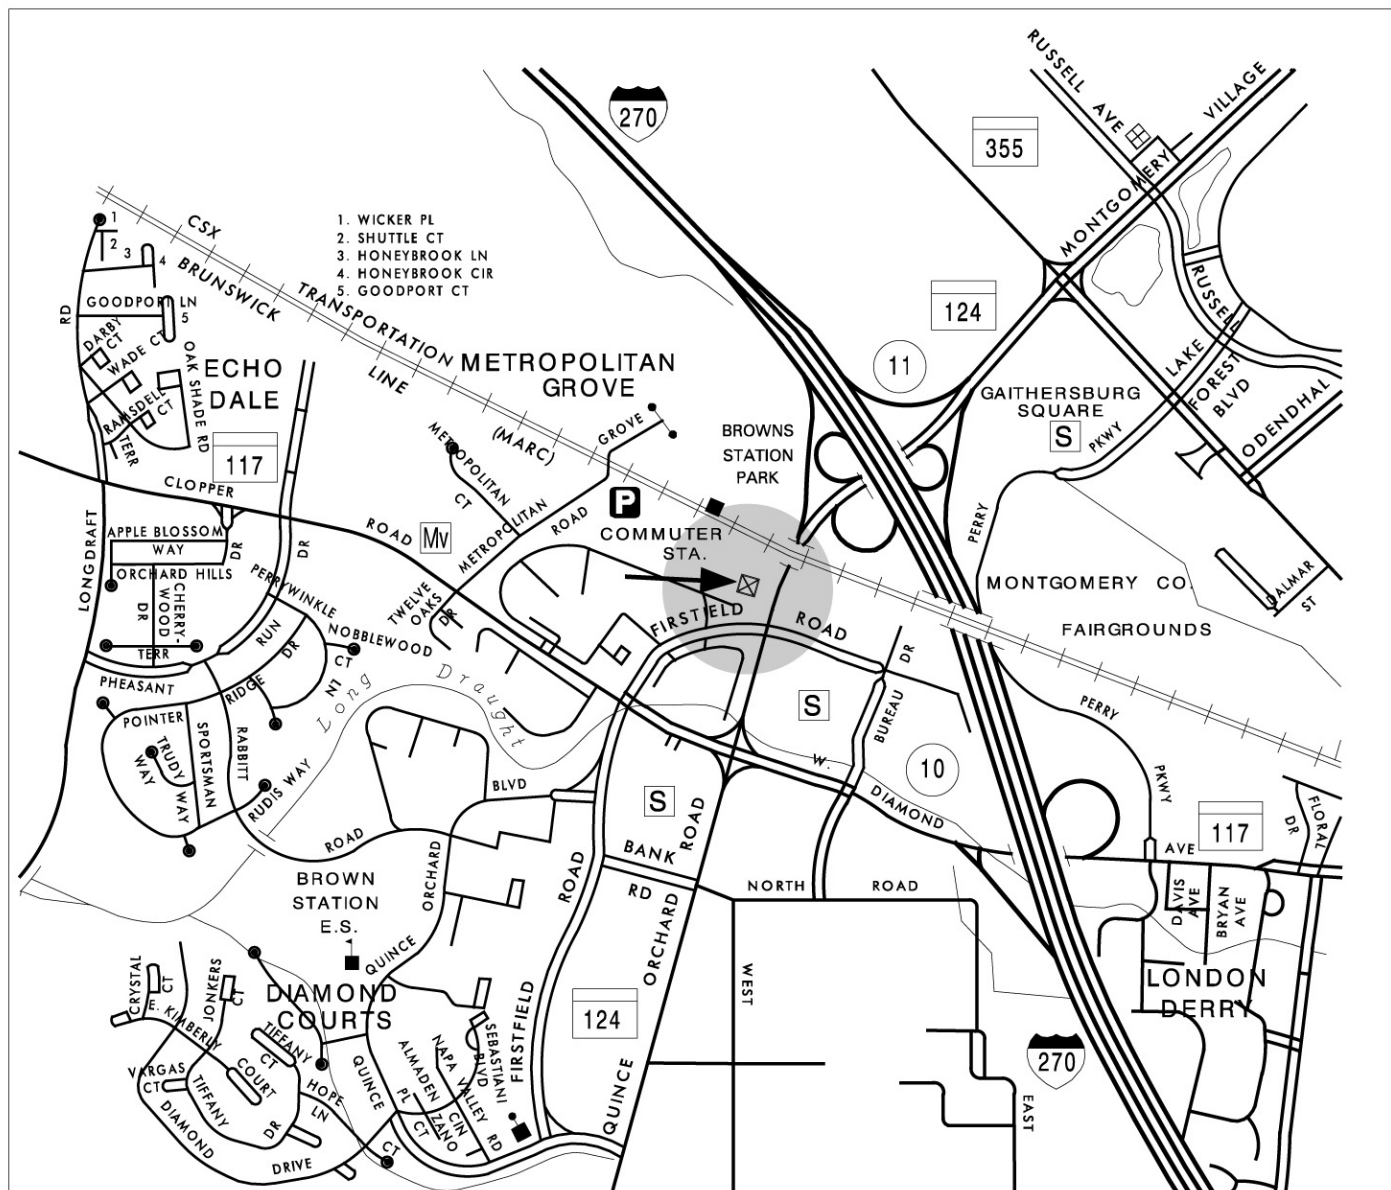 RUSSELL AVE
VILLAGE
MONTGOMERY
270
355
1. WICKER PL
2. SHUTTLE CT
3. HONEYBROOK LN
4. HONEYBROOK CIR
5. GOODPORT CT
CSX
TRANSPORTATION
BRUNSWICK
LINE
(MARC)
1
2
3
4
GOODPORT LN
5
RD
DARBY
CT
WADE CT
RAMSDELL
CT
TERR
OAK SHADE RD
ECHO
DALE
117
METROPOLITAN
GROVE
124
11
RUSSELL
LAKE
FOREST
BLVD
ODENDHAL
GAITHERSBURG
SQUARE
S
PKWY
PERRY
BROWNS
STATION
PARK
GROVE
METROPOLITAN
CT
METROPOLITAN
ROAD
P
COMMUTER
STA.
CLOPPER
ROAD
Mv
LONGDRAFT
APPLE BLOSSOM
WAY
DR
DR
ORCHARD HILLS
CHERRY-
WOOD
DR
TERR
PERRYWINKLE
RUN
DR
NOBBLEWOOD
CT
TWELVE
OAKS
DR
FIRSTFIELD
ROAD
MONTGOMERY CO.
FAIRGROUNDS
DALMAR
ST
PHEASANT
RIDGE
LN
Long
Draught
POINTER
WAY
TRUDY
WAY
SPORTSMAN
RABBITT
RUDIS WAY
ROAD
BLVD
S
DR
BUREAU
W.
DIAMOND
AVE
10
PERRY
PKWY
117
FLORAL
DR
S
BANK
RD
ROAD
ROAD
NORTH
ROAD
DAVIS
AVE
BRYAN
AVE
BROWN
STATION
E.S.
ORCHARD
QUINCE
ORCHARD
WEST
LONDON
DERRY
CRYSTAL
CT
JONKERS
CT
E. KIMBERLY
COURT
DIAMOND
COURTS
TIFFANY
CT
VARGAS
CT
TIFFANY
DR
DIAMOND
DRIVE
HOPE
LN
CT
QUINCE
PL
ALMADEN
CT
NAPA VALLEY
RD
CIN
ZANO
SEBASTIANI
BLVD
FIRSTFIELD
124
QUINCE
270
EAST